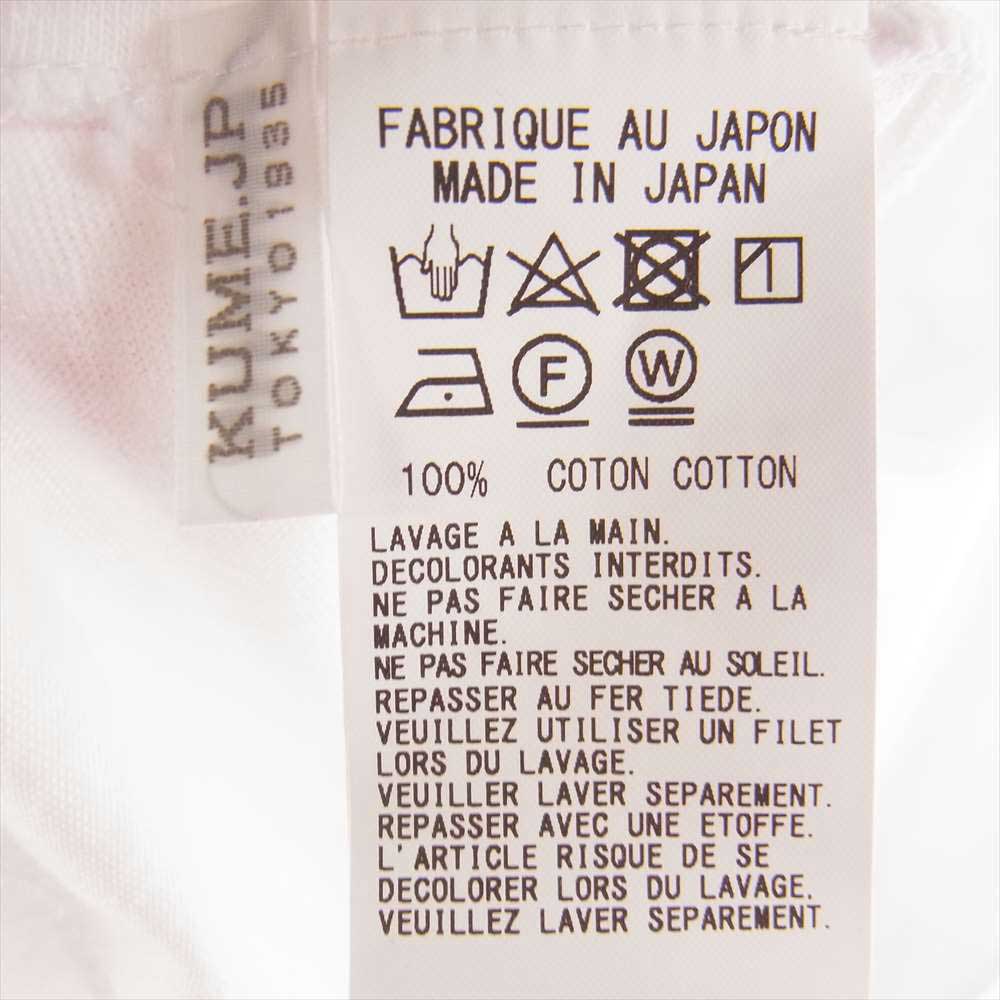 KUME.JP
TOKYO1935
FABRIQUE AU JAPON
MADE IN JAPAN
F
W
100% COTON COTTON
LAVAGE A LA MAIN.
DECOLORANTS INTERDITS.
NE PAS FAIRE SECHER A LA
MACHINE.
NE PAS FAIRE SECHER AU SOLEIL.
REPASSER AU FER TIEDE.
VEUILLEZ UTILISER UN FILET
LORS DU LAVAGE.
VEUILLER LAVER SEPAREMENT.
REPASSER AVEC UNE ETOFFE.
L'ARTICLE RISQUE DE SE
DECOLORER LORS DU LAVAGE.
VEUILLEZ LAVER SEPAREMENT.